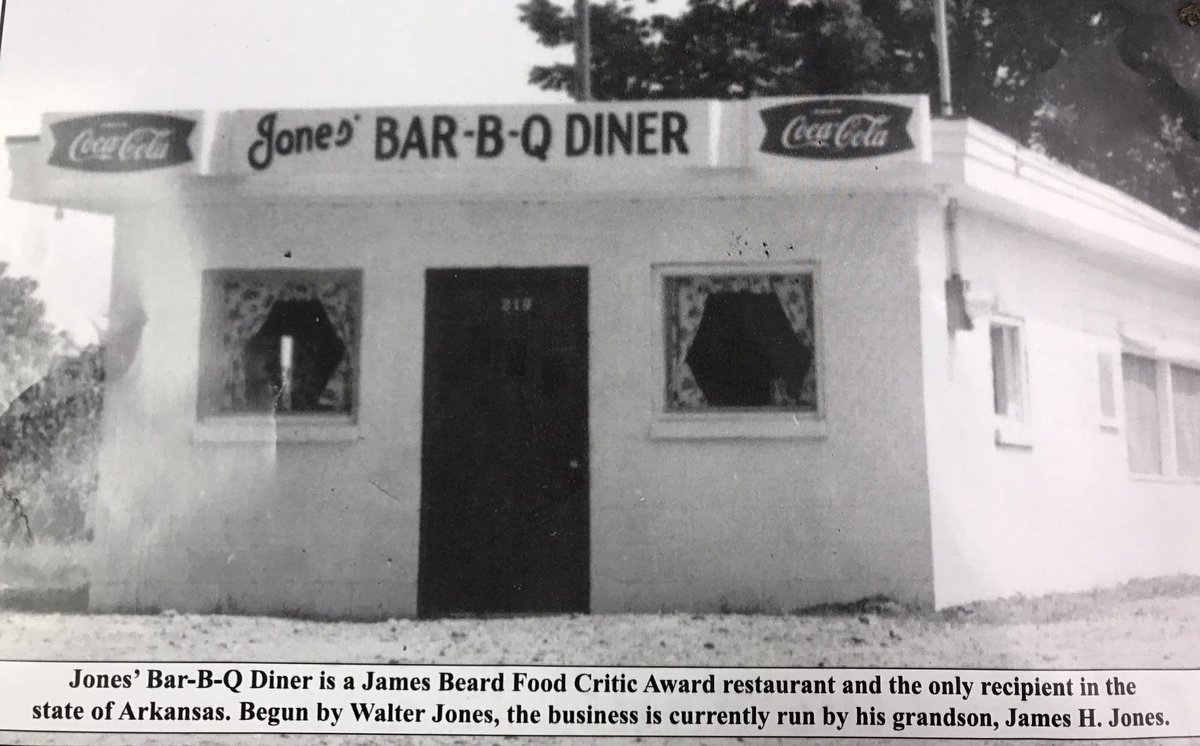 Coca-Cola
Jones' BAR-B-Q DINER
Coca-Cola
219
Jones' Bar-B-Q Diner is a James Beard Food Critic Award restaurant and the only recipient in the
state of Arkansas. Begun by Walter Jones, the business is currently run by his grandson, James H. Jones.